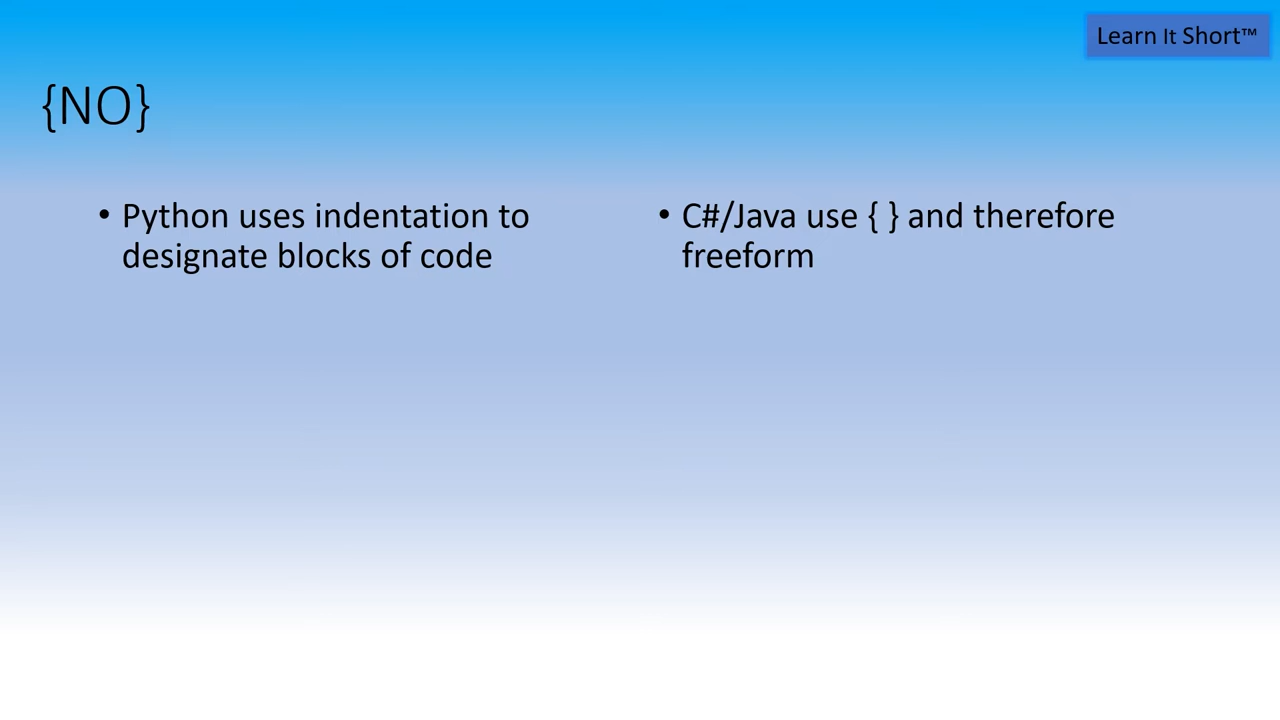 Learn It Short™
{NO}
• Python uses indentation to
designate blocks of code
• C#/Java use { } and therefore
freeform